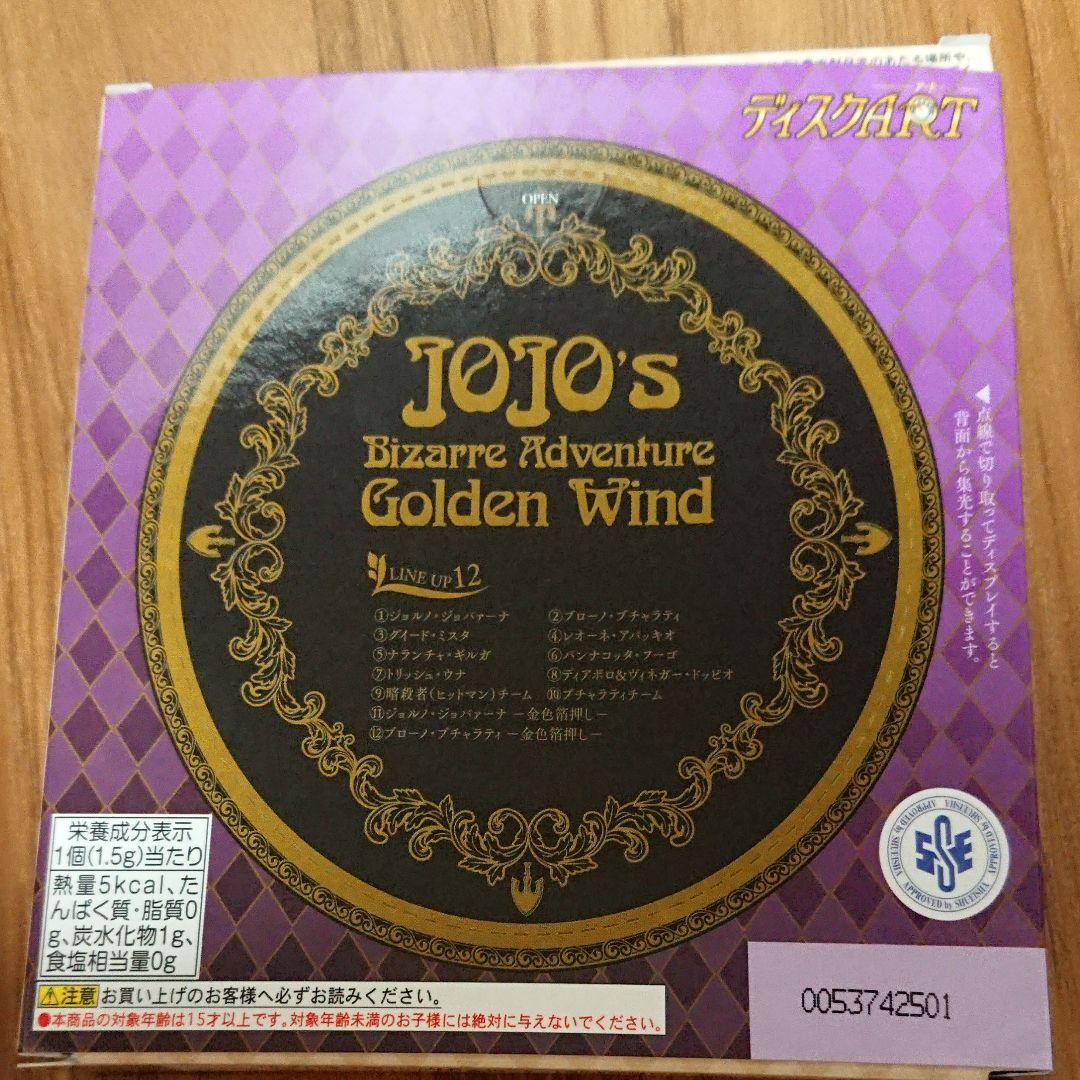 の あたる場所や
ディスクART
OPEN
JOJO's
Bizarre Adventure
Golden Wind
LINE UP 12
①ジョルノ・ジョバァーナ ②ブローノ・ブチャラティ
③グイード・ミスタ ④レオーネ・アバッキオ
⑤ナランチャ・ギルガ ⑥パンナコッタ・フーゴ
⑦トリッシュ・ウナ ⑧ディアボロ&ヴィネガー・ドッピオ
⑨暗殺者(ヒットマン)チーム ⑩ブチャラティチーム
⑪ジョルノ・ジョバァーナ －金色箔押し－
⑫ブローノ・ブチャラティ －金色箔押し－
◀点線で切り取ってディスプレイすると
背面から集光することができます。
栄養成分表示
1個(1.5g)当たり
熱量5kcal、た
んぱく質・脂質0
g、炭水化物1g、
食塩相当量0g
APPROVED by SHUEISHA APPROVED by SHUEISHA APPROVED by SHUEISHA
⚠注意 お買い上げのお客様へ必ずお読みください。
●本商品の対象年齢は15才以上です。対象年齢未満のお子様には絶対に与えないでください。
0053742501